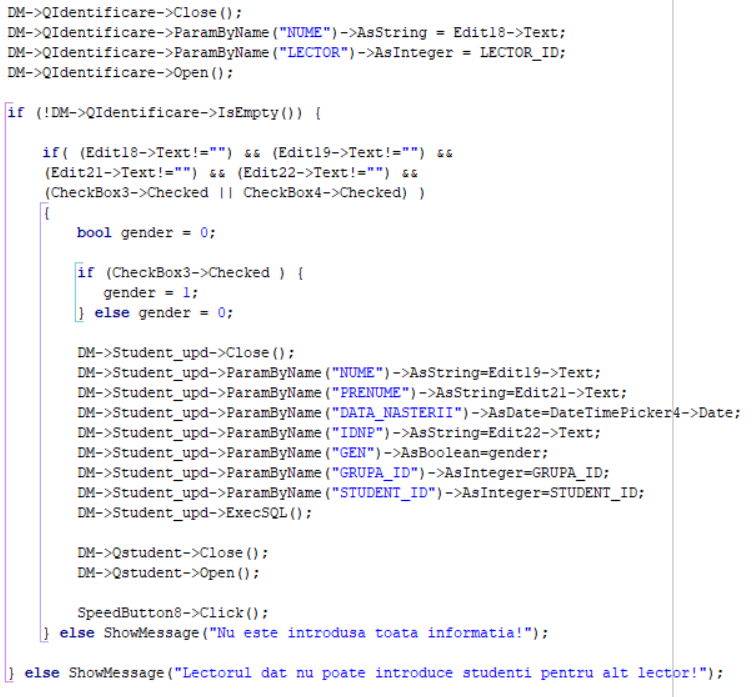 DM->QIdentificare->Close();
DM->QIdentificare->ParamByName("NUME")->AsString = Edit18->Text;
DM->QIdentificare->ParamByName("LECTOR")->AsInteger = LECTOR_ID;
DM->QIdentificare->Open();
if (!DM->QIdentificare->IsEmpty()) {
if( (Edit18->Text!="") && (Edit19->Text!="") &&
(Edit21->Text!="") && (Edit22->Text!="") &&
(CheckBox3->Checked || CheckBox4->Checked) )
{
bool gender = 0;
if (CheckBox3->Checked ) {
gender = 1;
} else gender = 0;
DM->Student_upd->Close();
DM->Student_upd->ParamByName("NUME")->AsString=Edit19->Text;
DM->Student_upd->ParamByName("PRENUME")->AsString=Edit21->Text;
DM->Student_upd->ParamByName("DATA_NASTERII")->AsDate=DateTimePicker4->Date;
DM->Student_upd->ParamByName("IDNP")->AsString=Edit22->Text;
DM->Student_upd->ParamByName("GEN")->AsBoolean=gender;
DM->Student_upd->ParamByName("GRUPA_ID")->AsInteger=GRUPA_ID;
DM->Student_upd->ParamByName("STUDENT_ID")->AsInteger=STUDENT_ID;
DM->Student_upd->ExecSQL();
DM->Qstudent->Close();
DM->Qstudent->Open();
SpeedButton8->Click();
} else ShowMessage("Nu este introdusa toata informatia!");
} else ShowMessage("Lectorul dat nu poate introduce studenti pentru alt lector!");